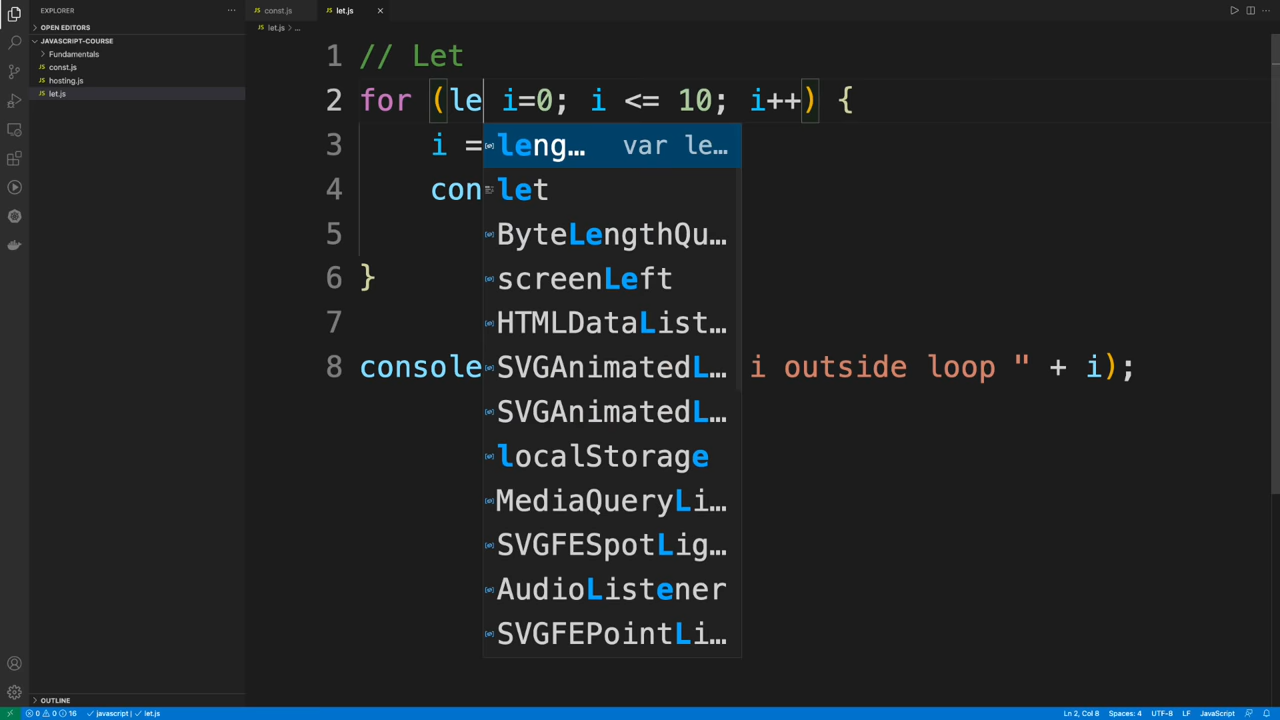 EXPLORER
...
const.js
let.js
OPEN EDITORS
JAVASCRIPT-COURSE
Fundamentals
const.js
hosting.js
let.js
let.js > ...
1 // Let
2 for (le i=0; i <= 10; i++) {
3 i =
4 con
5
6 }
7
8 console i outside loop " + i);
leng... var le...
let
ByteLengthQu...
screenLeft
HTMLDataList...
SVGAnimatedL...
SVGAnimatedL...
localStorage
MediaQueryLi...
SVGFESpotLig...
AudioListener
SVGFEPointLi...
OUTLINE
0 0 16 javascript | let.js
Ln 2, Col 8 Spaces: 4 UTF-8 LF JavaScript